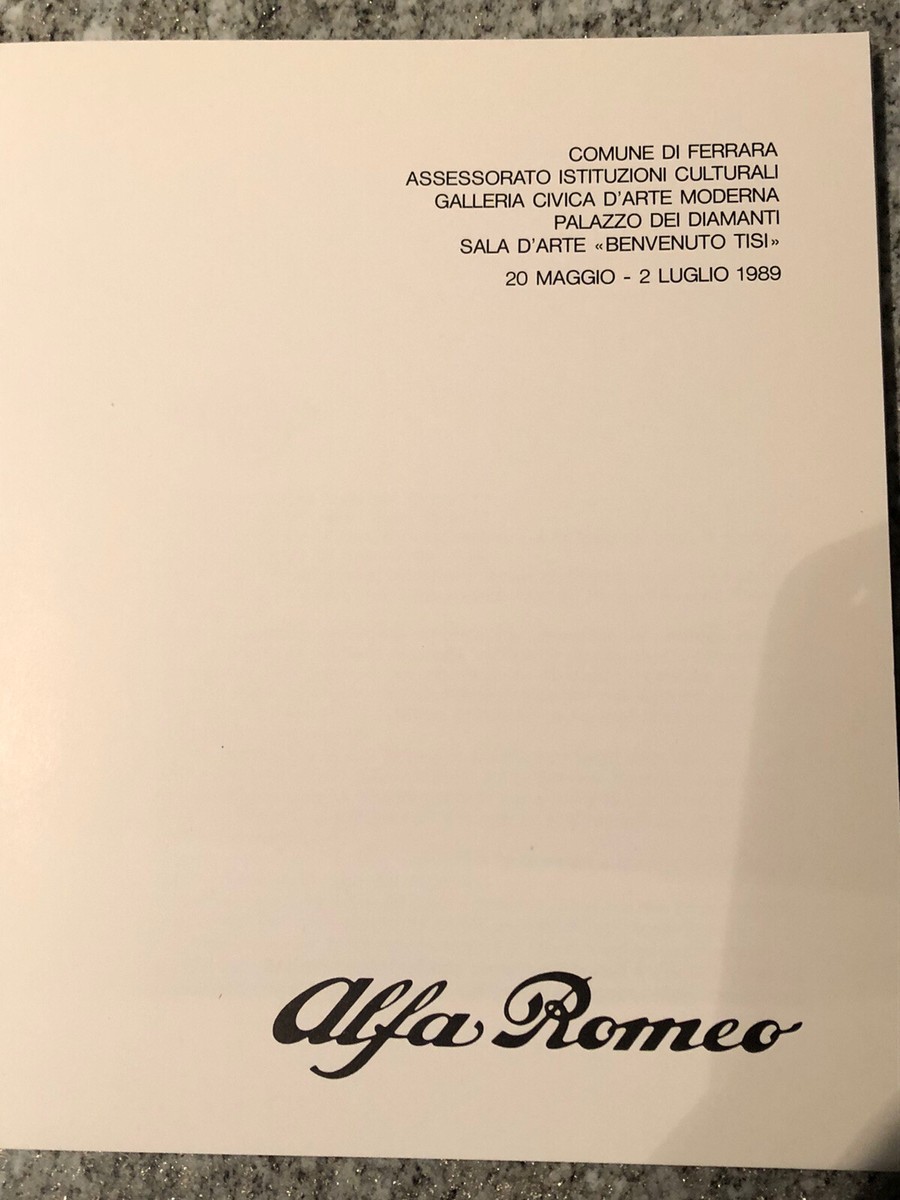 COMUNE DI FERRARA
ASSESSORATO ISTITUZIONI CULTURALI
GALLERIA CIVICA D'ARTE MODERNA
PALAZZO DEI DIAMANTI
SALA D'ARTE «BENVENUTO TISI»
20 MAGGIO - 2 LUGLIO 1989
Alfa Romeo